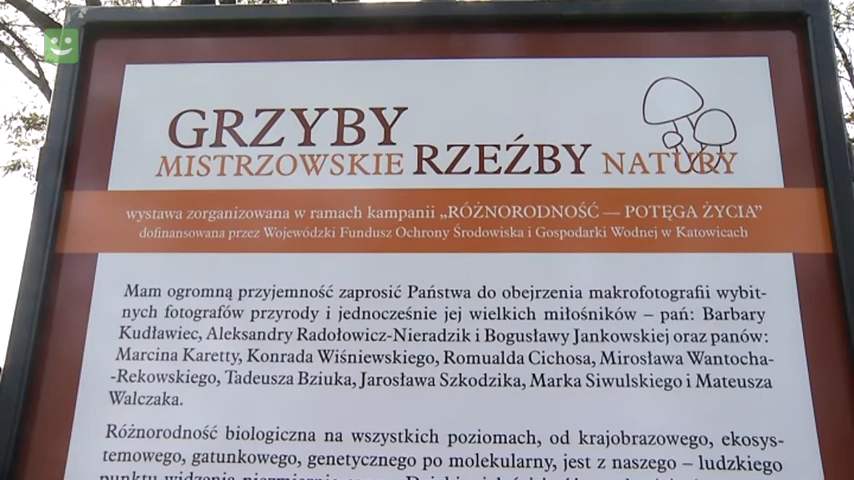 GRZYBY
MISTRZOWSKIE RZEŹBY NATURY
wystawa zorganizowana w ramach kampanii „RÓŻNORODNOŚĆ — POTĘGA ŻYCIA”
dofinansowana przez Wojewódzki Fundusz Ochrony Środowiska i Gospodarki Wodnej w Katowicach
Mam ogromną przyjemność zaprosić Państwa do obejrzenia makrofotografii wybit-
nych fotografów przyrody i jednocześnie jej wielkich miłośników – pań: Barbary
Kudławiec, Aleksandry Radołowicz-Nieradzik i Bogusławy Jankowskiej oraz panów:
Marcina Karetty, Konrada Wiśniewskiego, Romualda Cichosa, Mirosława Wantocha-
-Rekowskiego, Tadeusza Bziuka, Jarosława Szkodzika, Marka Siwulskiego i Mateusza
Walczaka.
Różnorodność biologiczna na wszystkich poziomach, od krajobrazowego, ekosys-
temowego, gatunkowego, genetycznego po molekularny, jest z naszego – ludzkiego
punktu widzenia